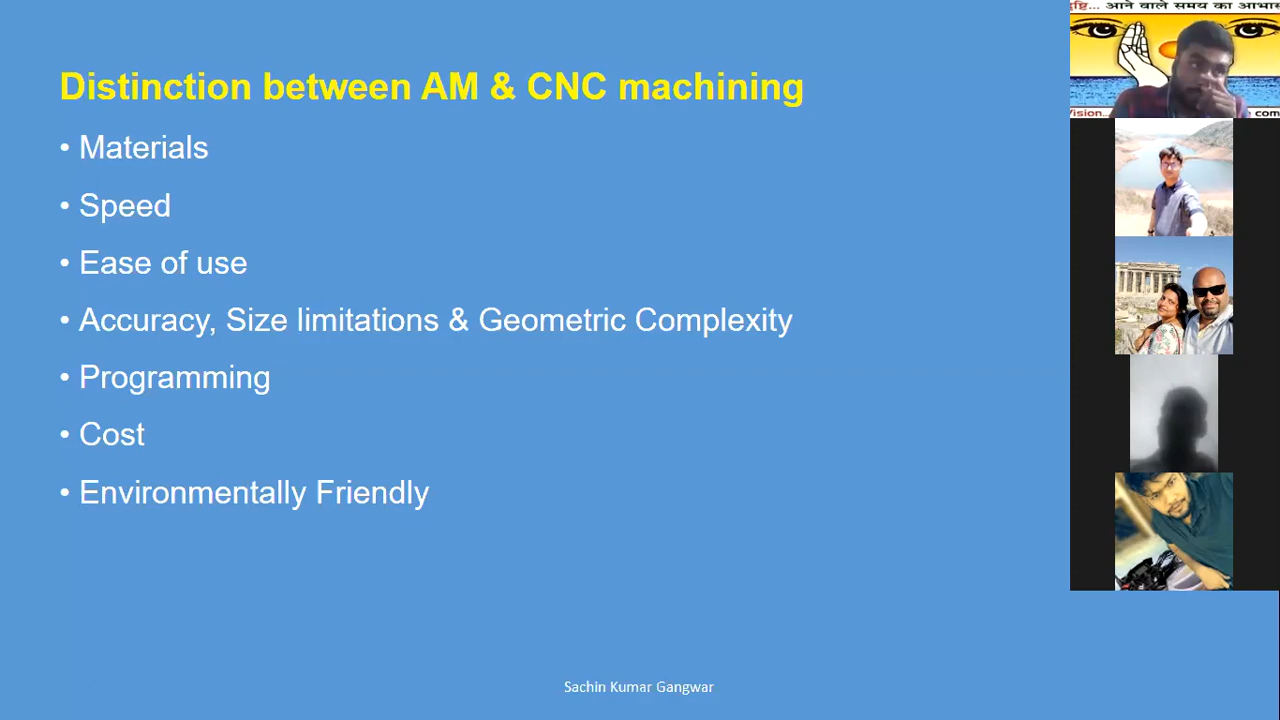 Distinction between AM & CNC machining
• Materials
• Speed
• Ease of use
• Accuracy, Size limitations & Geometric Complexity
• Programming
• Cost
• Environmentally Friendly
Sachin Kumar Gangwar
आने वाले समय का